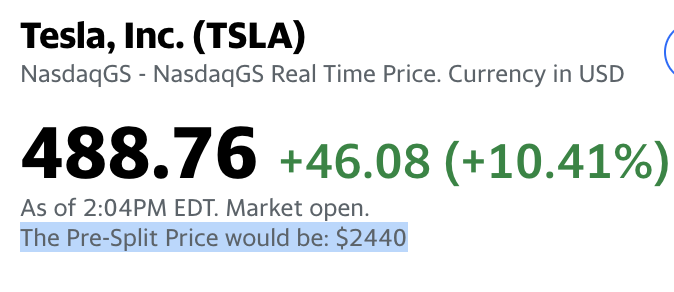 Tesla, Inc. (TSLA)
NasdaqGS - NasdaqGS Real Time Price. Currency in USD
488.76 +46.08 (+10.41%)
As of 2:04PM EDT. Market open.
The Pre-Split Price would be: $2440